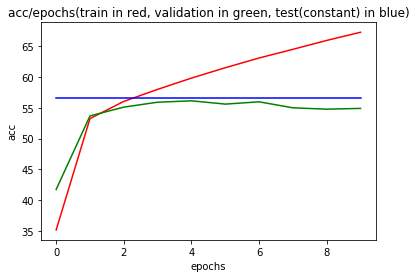 acc/epochs(train in red, validation in green, test(constant) in blue)
65
60
55
50
45
40
35
acc
0 2 4 6 8
epochs